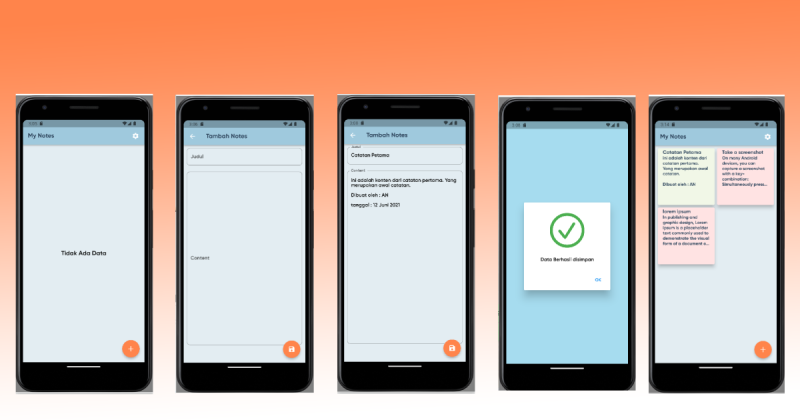 My Notes
Tidak Ada Data
Tambah Notes
Judul
Content
Tambah Notes
Judul
Catatan Petama
Content
Ini adalah konten dari catatan pertama. Yang
merupakan awal catatan.
Dibuat oleh : AN
tanggal : 12 Juni 2021
Data Berhasil disimpan
OK
My Notes
Catatan Petama
Ini adalah konten dari
catatan pertama.
Yang merupakan awal
catatan.
Dibuat oleh : AN
Take a screenshot
On many Android
devices, you can
capture a screenshot
with a key-
combination:
Simultaneously press...
Lorem Ipsum
In publishing and
graphic design, Lorem
ipsum is a placeholder
text commonly used to
demonstrate the visual
form of a document o...